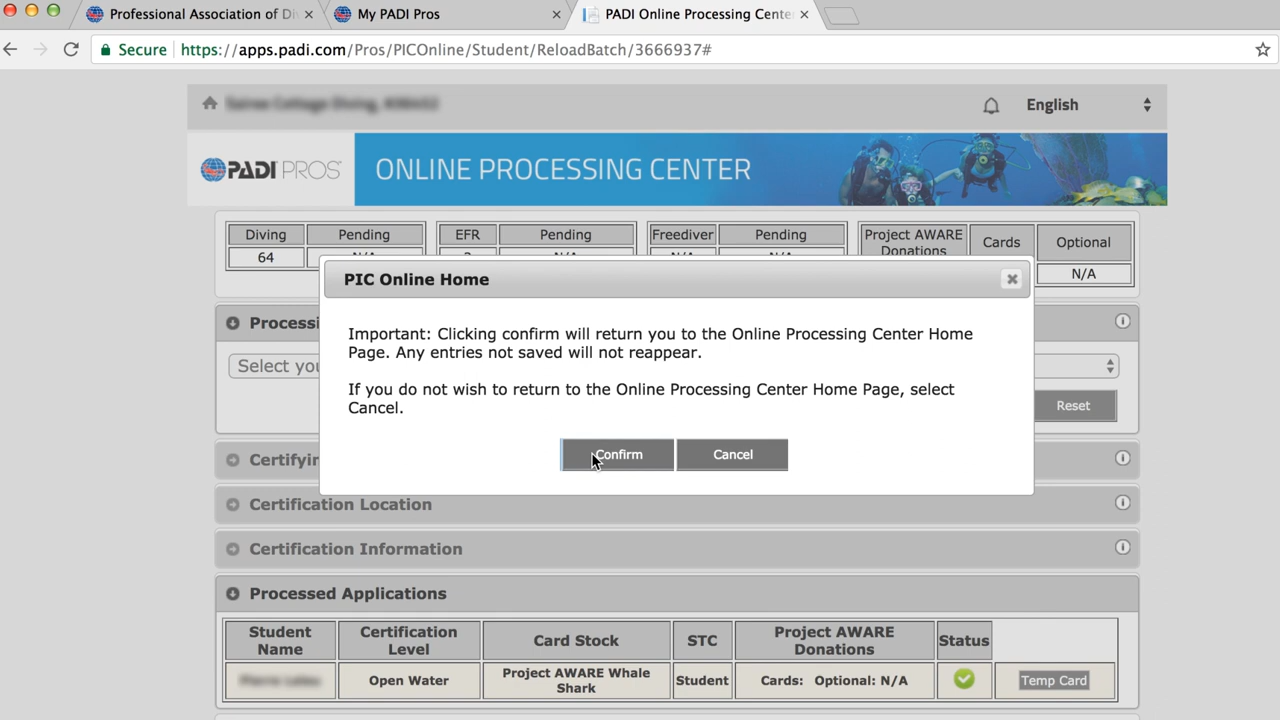 Professional Association of Di
My PADI Pros
PADI Online Processing Cente
Secure https://apps.padi.com/Pros/PICOnline/Student/ReloadBatch/3666937#
English
PADI PROS
ONLINE PROCESSING CENTER
Diving Pending
EFR Pending
Freediver Pending
Project AWARE
Donations
Cards
Optional
64
N/A
PIC Online Home
Important: Clicking confirm will return you to the Online Processing Center Home
Page. Any entries not saved will not reappear.
If you do not wish to return to the Online Processing Center Home Page, select
Cancel.
Confirm Cancel
Processi
Select you
Reset
Certifyin
Certification Location
Certification Information
Processed Applications
Student
Name
Certification
Level
Card Stock
STC
Project AWARE
Donations
Status
Open Water
Project AWARE Whale
Shark
Student
Cards: Optional: N/A
Temp Card